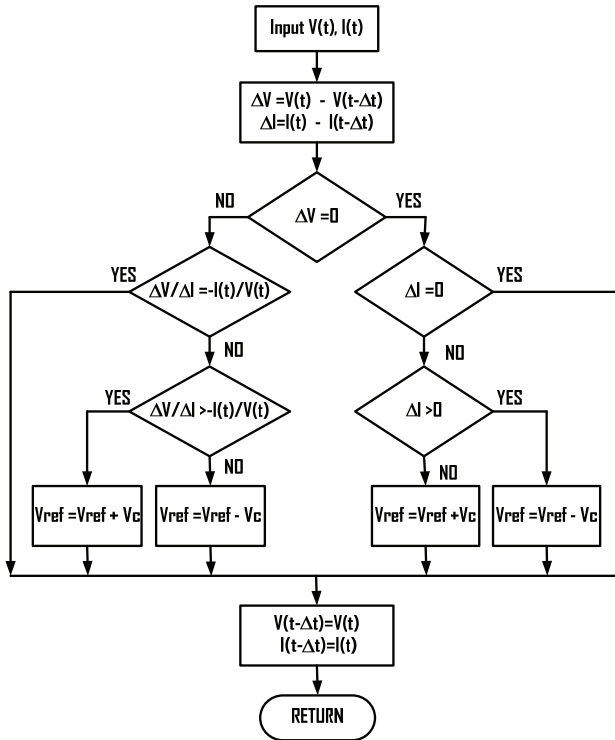 Input V(t), I(t)
ΔV =V(t) - V(t-Δt)
ΔI=I(t) - I(t-Δt)
NO
YES
ΔV =0
YES
YES
ΔV/ΔI =-I(t)/V(t)
ΔI =0
NO
NO
YES
YES
ΔV/ΔI >-I(t)/V(t)
ΔI >0
NO
NO
Vref =Vref + Vc
Vref =Vref - Vc
Vref =Vref +Vc
Vref =Vref - Vc
V(t-Δt)=V(t)
I(t-Δt)=I(t)
RETURN